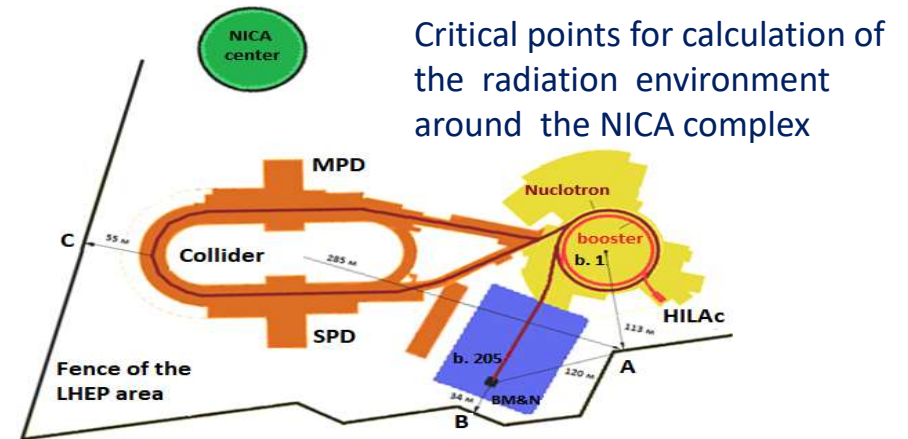 NICA
center
Critical points for calculation of
the radiation environment
around the NICA complex
MPD
Nuclotron
C
55 м
Collider
285 м
booster
b. 1
HILAc
SPD
113 м
b. 205
120 м
A
Fence of the
LHEP area
34 м
BM&N
B